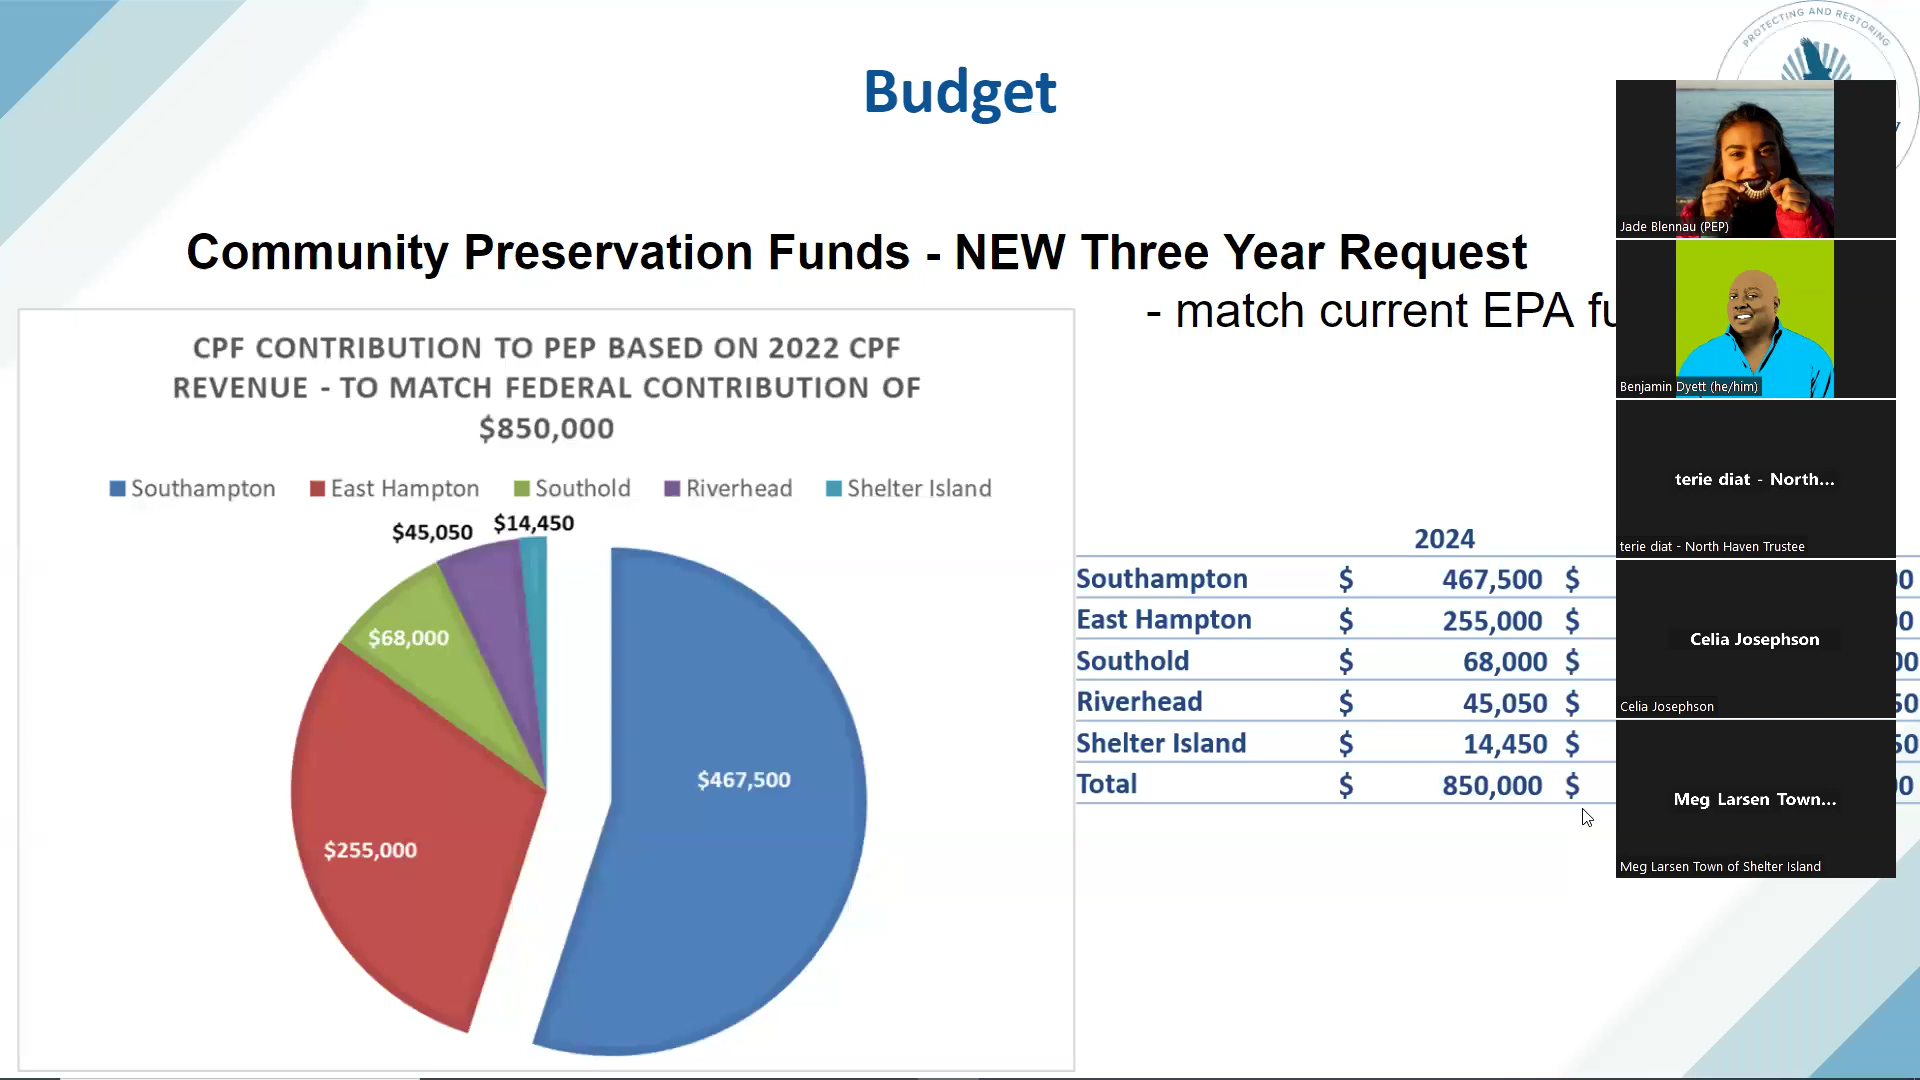 PROTECTING AND RESTORING
Budget
Community Preservation Funds - NEW Three Year Request
- match current EPA
CPF CONTRIBUTION TO PEP BASED ON 2022 CPF
REVENUE - TO MATCH FEDERAL CONTRIBUTION OF
$850,000
Southampton East Hampton Southold Riverhead Shelter Island
$45,050 $14,450
$68,000
$467,500
$255,000
2024
Southampton $ 467,500 $
East Hampton $ 255,000 $
Southold $ 68,000 $
Riverhead $ 45,050 $
Shelter Island $ 14,450 $
Total $ 850,000 $
Jade Blennau (PEP)
Benjamin Dyett (he/him)
terie diat - North...
terie diat - North Haven Trustee
Celia Josephson
Celia Josephson
Meg Larsen Town...
Meg Larsen Town of Shelter Island